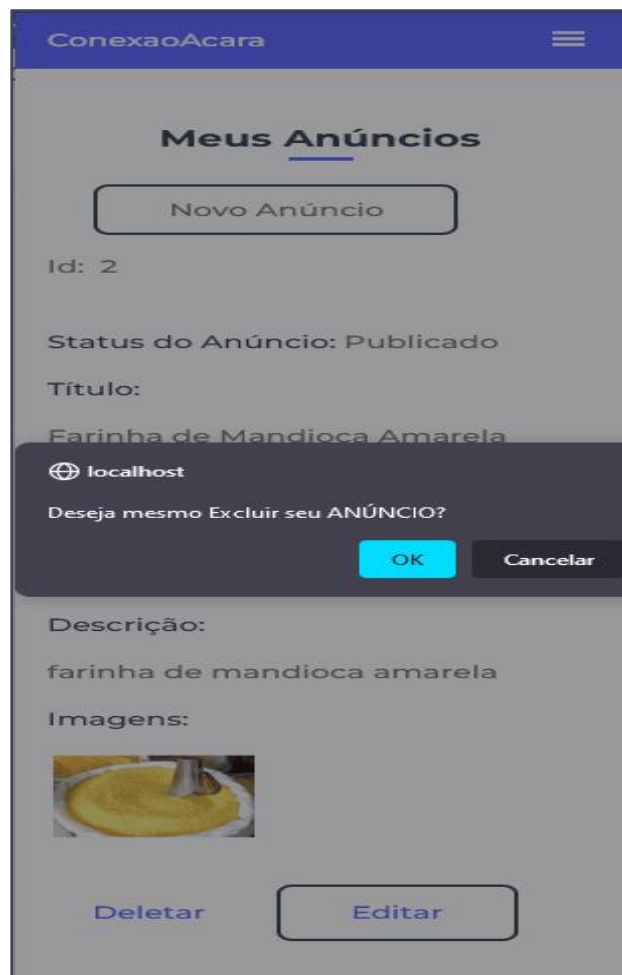 ConexaoAcara
Meus Anúncios
Novo Anúncio
Id: 2
Status do Anúncio: Publicado
Título:
Farinha de Mandioca Amarela
localhost
Deseja mesmo Excluir seu ANÚNCIO?
OK Cancelar
Descrição:
farinha de mandioca amarela
Imagens:
Deletar Editar